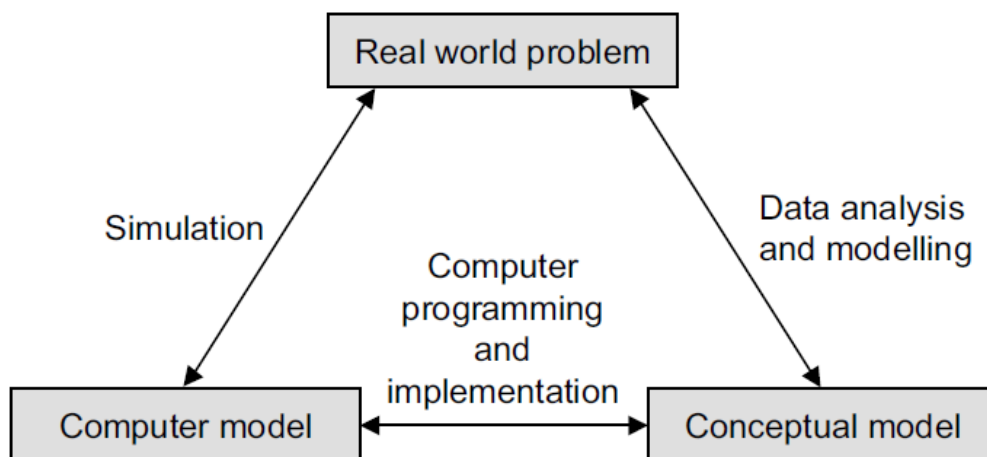 Real world problem
Simulation
Data analysis
and modelling
Computer
programming
and
implementation
Computer model
Conceptual model